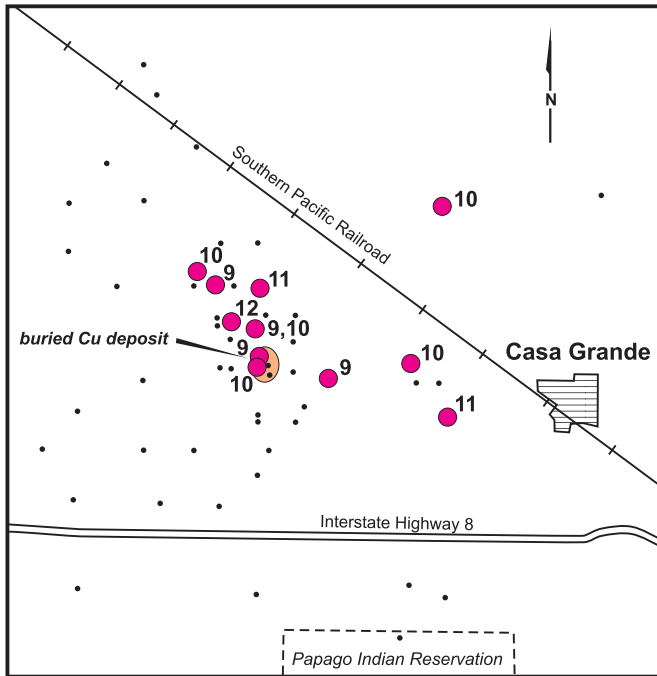 N
Southern Pacific Railroad
10
10
9
11
12
9,10
buried Cu deposit
9
10
9
10
Casa Grande
11
Interstate Highway 8
Papago Indian Reservation